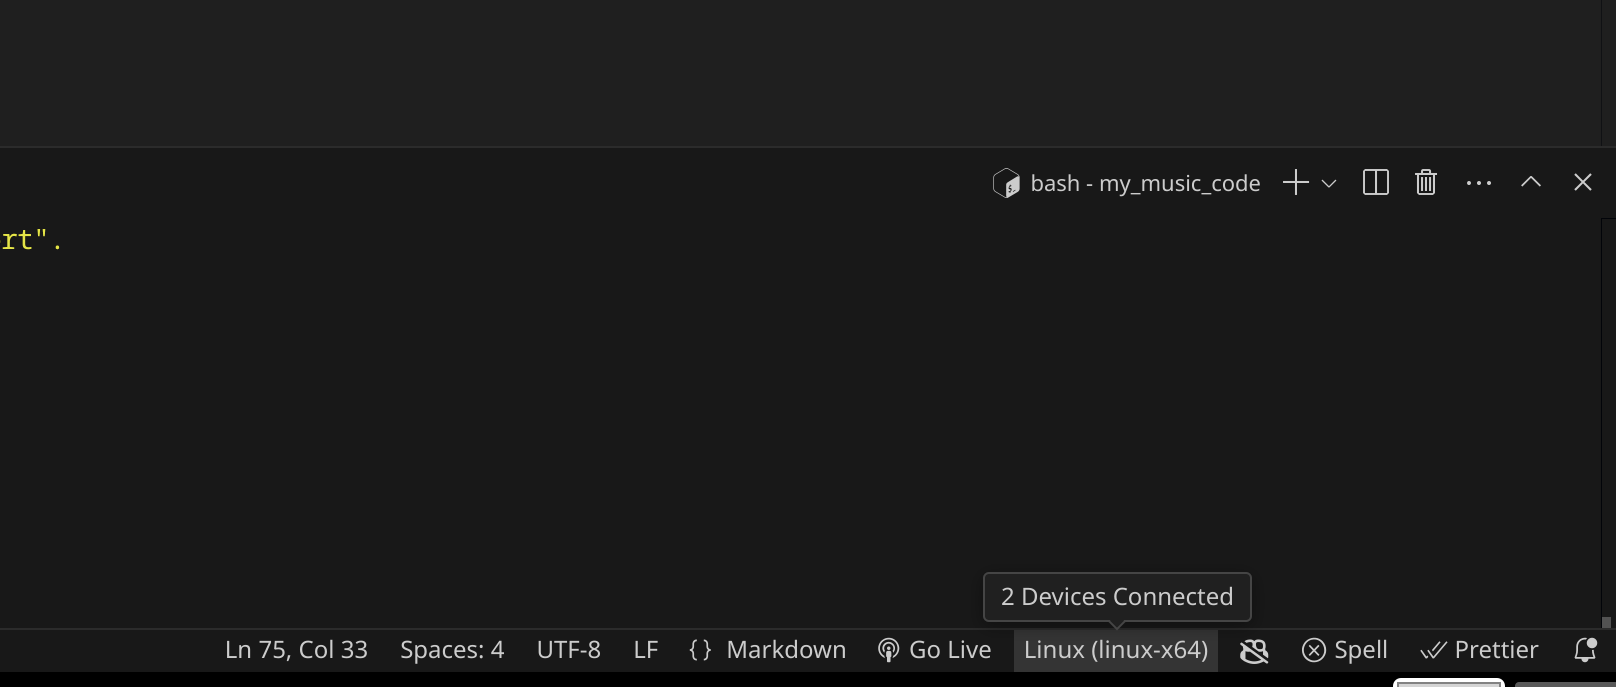 bash - my_music_code
rt".
2 Devices Connected
Ln 75, Col 33 Spaces: 4 UTF-8 LF {} Markdown Go Live Linux (linux-x64) Spell Prettier